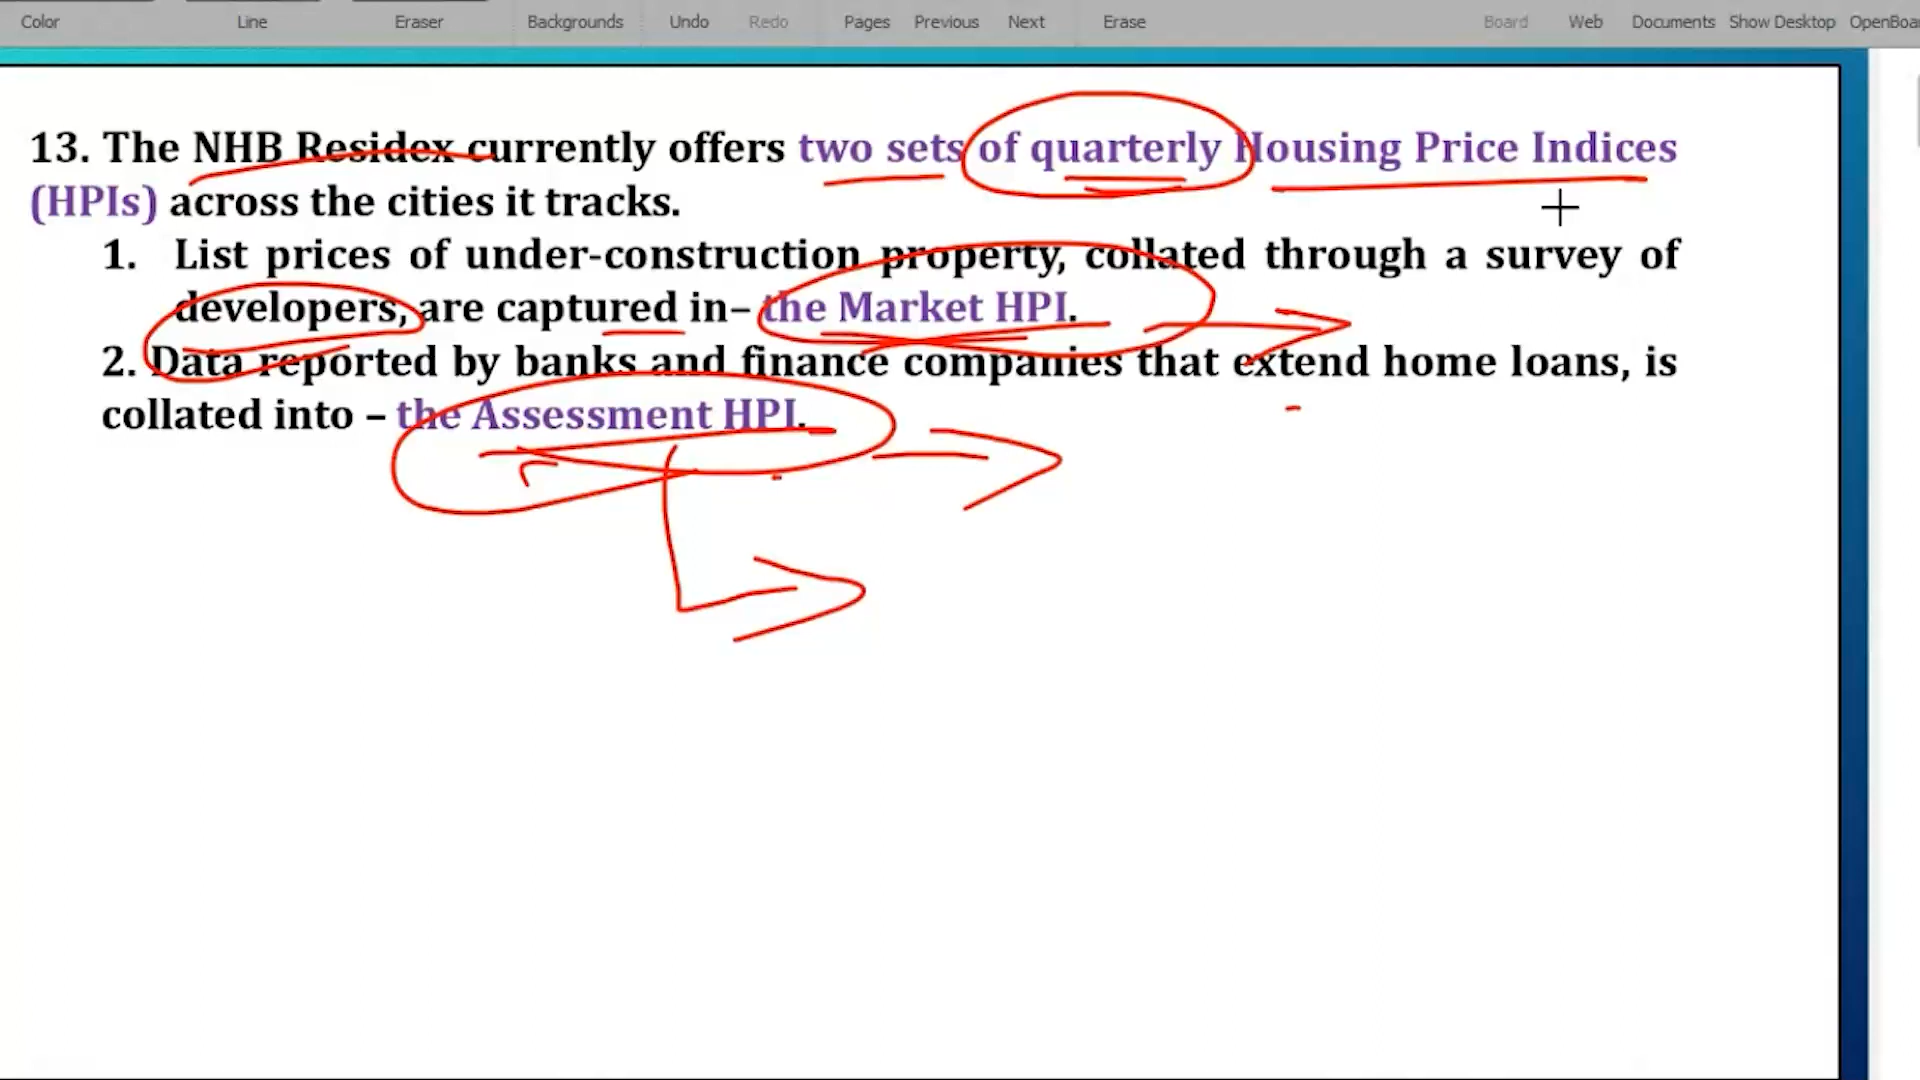 Color Line Eraser Backgrounds Undo Redo Pages Previous Next Erase Board Web Documents Show Desktop OpenBoa
13. The NHB Residex currently offers two sets of quarterly Housing Price Indices
(HPIs) across the cities it tracks.
1. List prices of under-construction property, collated through a survey of
developers, are captured in– the Market HPI.
2. Data reported by banks and finance companies that extend home loans, is
collated into – the Assessment HPI.